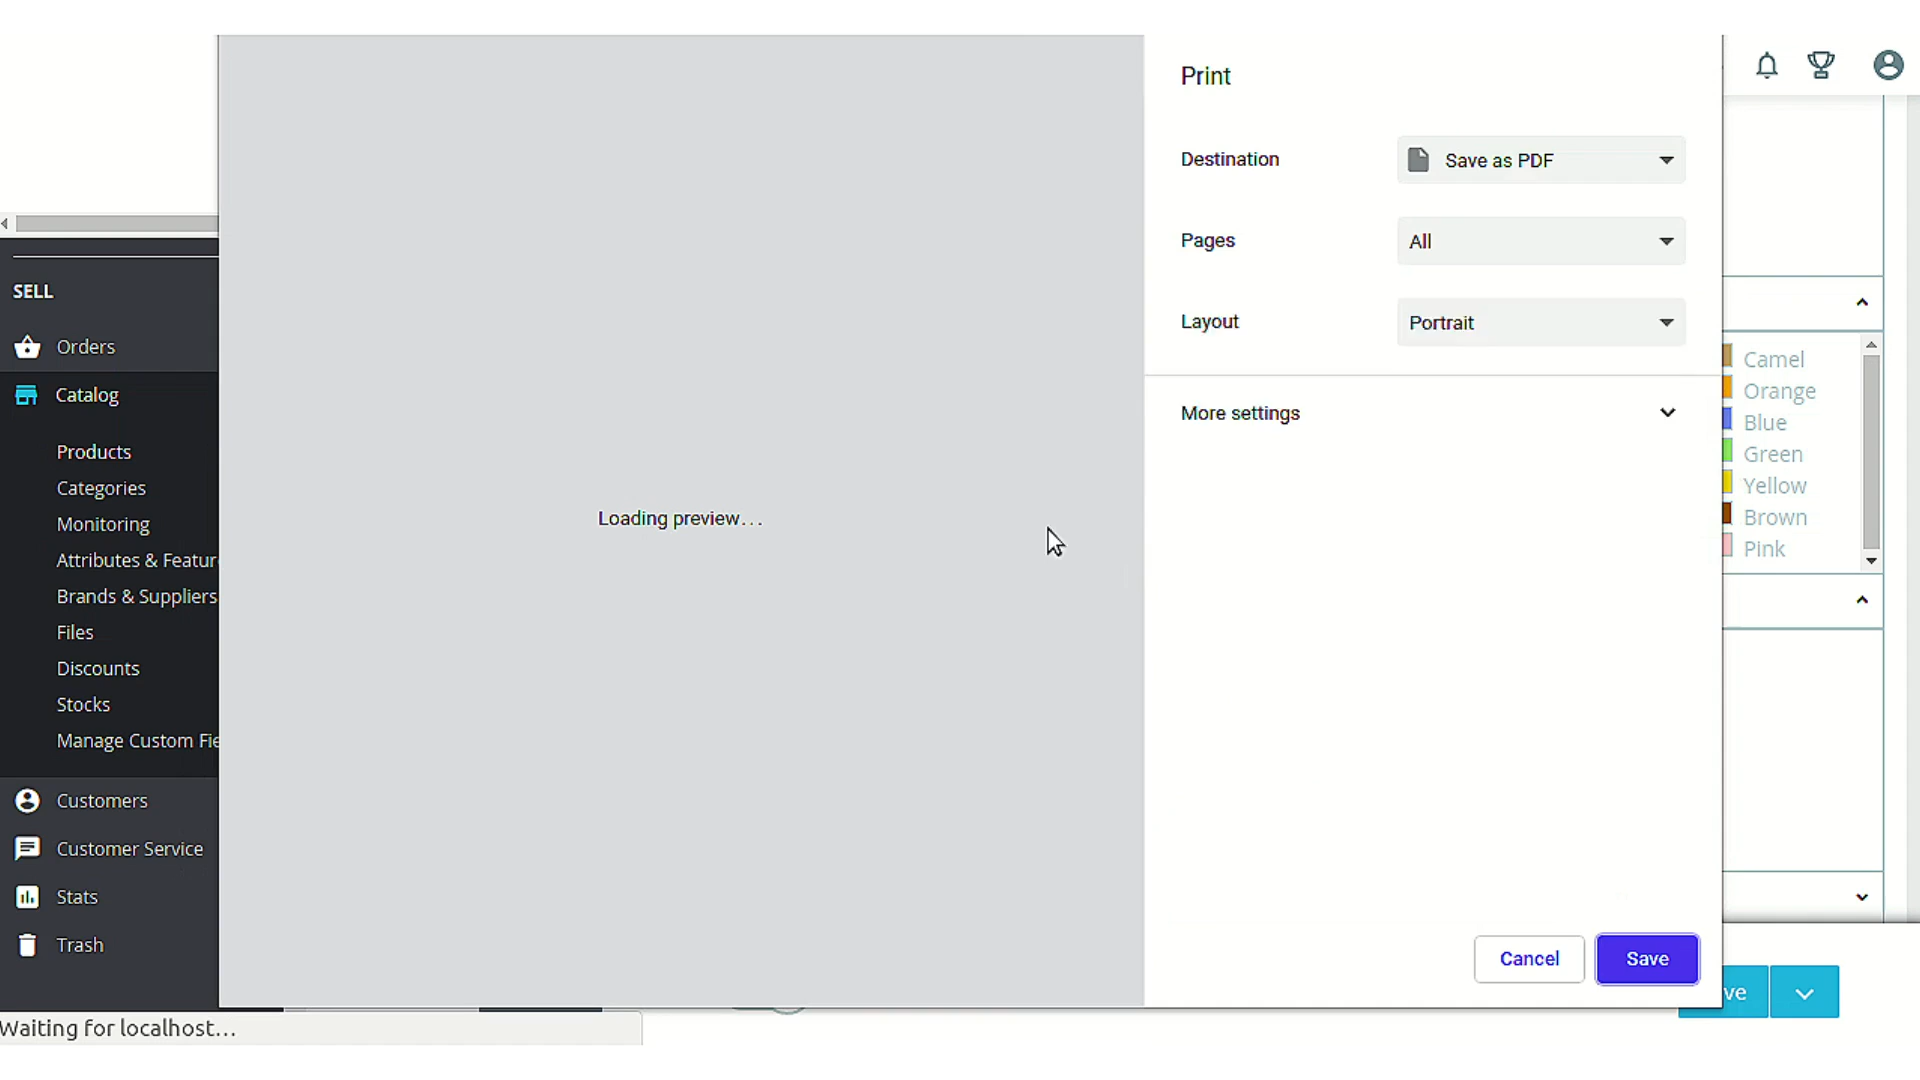 Print
Destination
Save as PDF
Pages
All
Layout
Portrait
More settings
Loading preview...
Cancel
Save
SELL
Orders
Catalog
Products
Categories
Monitoring
Attributes & Featur
Brands & Suppliers
Files
Discounts
Stocks
Manage Custom Fie
Customers
Customer Service
Stats
Trash
Camel
Orange
Blue
Green
Yellow
Brown
Pink
ve
Waiting for localhost...